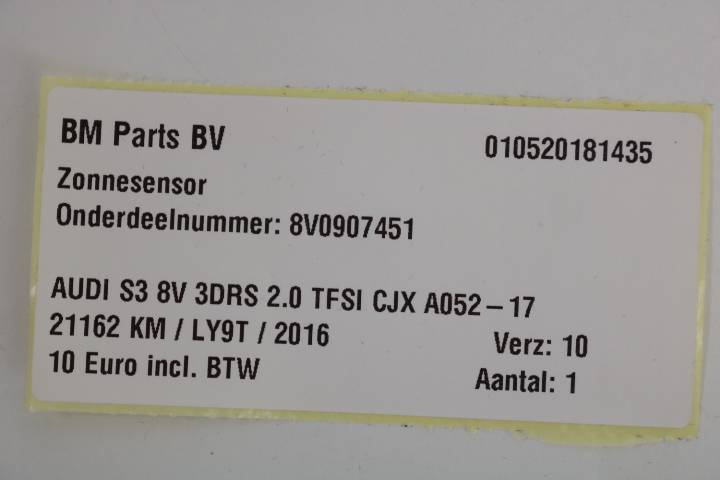 BM Parts BV 010520181435
Zonnesensor
Onderdeelnummer: 8V0907451
AUDI S3 8V 3DRS 2.0 TFSI CJX A052-17
21162 KM / LY9T / 2016 Verz: 10
10 Euro incl. BTW Aantal: 1